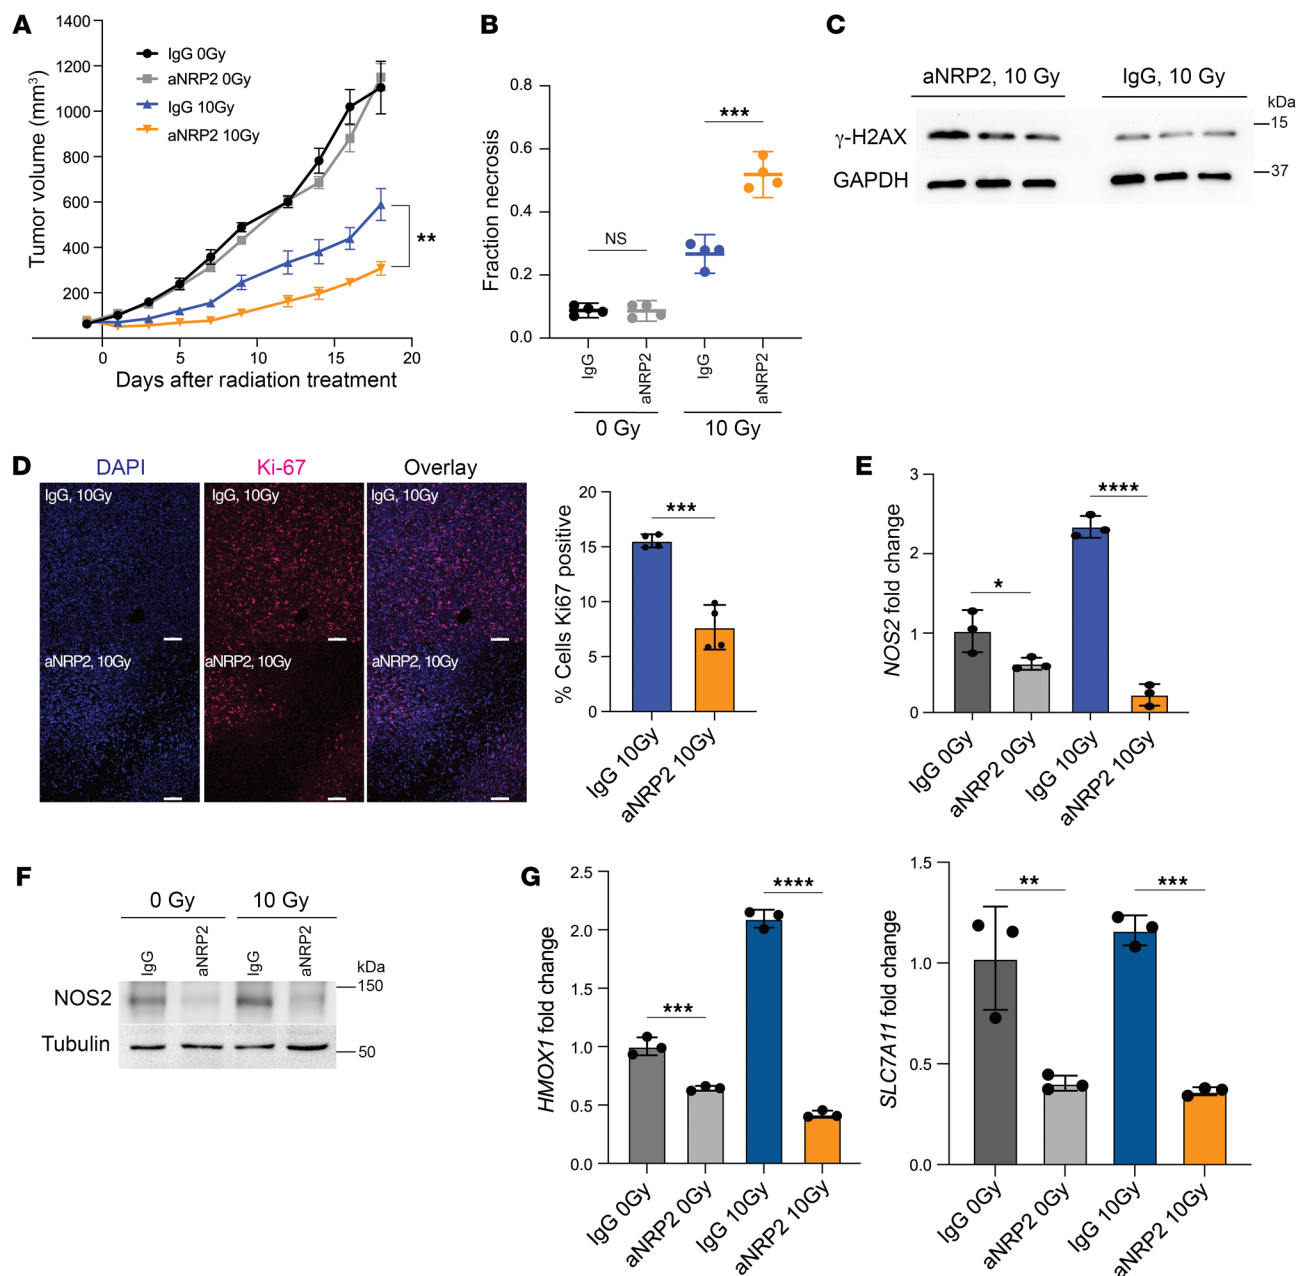 A
1400
1200
1000
800
600
400
200
Tumor volume (mm³)
IgG 0Gy
aNRP2 0Gy
IgG 10Gy
aNRP2 10Gy
**
0 5 10 15 20
Days after radiation treatment
B
0.8
0.6
0.4
0.2
0.0
Fraction necrosis
NS
***
IgG
aNRP2
IgG
aNRP2
0 Gy 10 Gy
C
aNRP2, 10 Gy IgG, 10 Gy
kDa
γ-H2AX 15
GAPDH 37
D
DAPI Ki-67 Overlay
IgG, 10Gy IgG, 10Gy IgG, 10Gy
aNRP2, 10Gy aNRP2, 10Gy aNRP2, 10Gy
20
15
10
5
0
% Cells Ki67 positive
***
IgG 10Gy
aNRP2 10Gy
E
3
2
1
0
NOS2 fold change
*
****
IgG 0Gy
aNRP2 0Gy
IgG 10Gy
aNRP2 10Gy
F
0 Gy 10 Gy
IgG
aNRP2
IgG
aNRP2
kDa
NOS2 150
Tubulin 50
G
2.5
2.0
1.5
1.0
0.5
0.0
HMOX1 fold change
***
****
IgG 0Gy
aNRP2 0Gy
IgG 10Gy
aNRP2 10Gy
1.5
1.0
0.5
0.0
SLC7A11 fold change
**
***
IgG 0Gy
aNRP2 0Gy
IgG 10Gy
aNRP2 10Gy